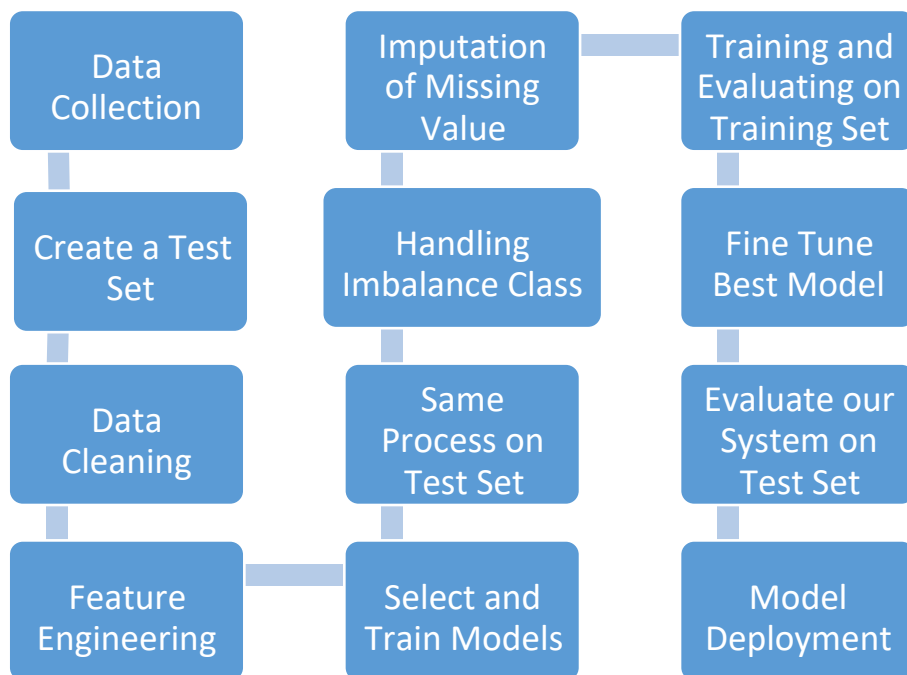 Data
Collection
Create a Test
Set
Data
Cleaning
Feature
Engineering
Select and
Train Models
Same
Process on
Test Set
Handling
Imbalance Class
Imputation
of Missing
Value
Training and
Evaluating on
Training Set
Fine Tune
Best Model
Evaluate our
System on
Test Set
Model
Deployment